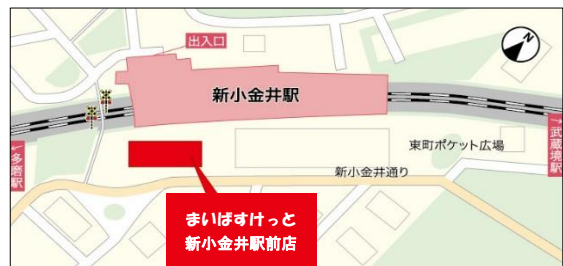 出入口
N
新小金井駅
←多磨駅
→武蔵境駅
東町ポケット広場
新小金井通り
まいばすけっと
新小金井駅前店